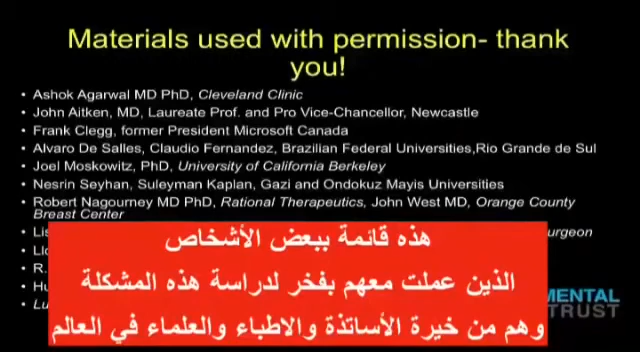 Materials used with permission- thank
you!
• Ashok Agarwal MD PhD, Cleveland Clinic
• John Aitken, MD, Laureate Prof. and Pro Vice-Chancellor, Newcastle
• Frank Clegg, former President Microsoft Canada
• Alvaro De Salles, Claudio Fernandez, Brazilian Federal Universities,Rio Grande de Sul
• Joel Moskowitz, PhD, University of California Berkeley
• Nesrin Seyhan, Suleyman Kaplan, Gazi and Ondokuz Mayis Universities
• Robert Nagourney MD PhD, Rational Therapeutics, John West MD, Orange County
Breast Center
• R.
هذه قائمة ببعض الأشخاص
الذين عملت معهم بفخر لدراسة هذه المشكلة
وهم من خيرة الأساتذة والاطباء والعلماء في العالم
MENTAL
TRUST